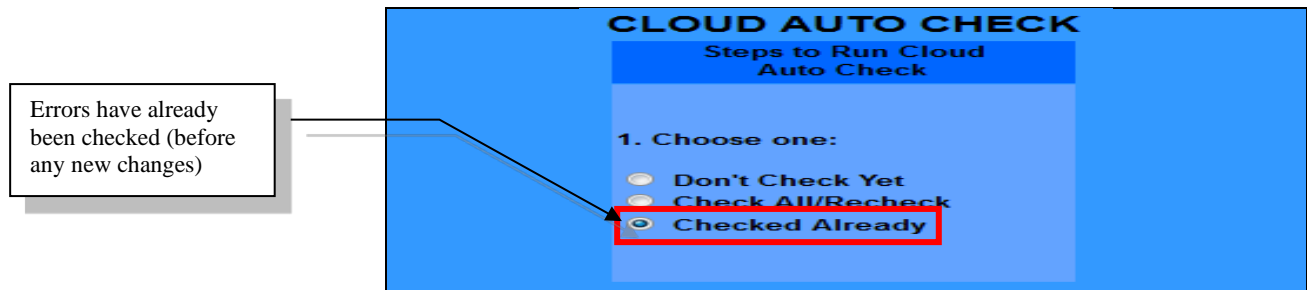 CLOUD AUTO CHECK
Steps to Run Cloud
Auto Check
Errors have already
been checked (before
any new changes)
1. Choose one:
Don't Check Yet
Check All/Recheck
Checked Already